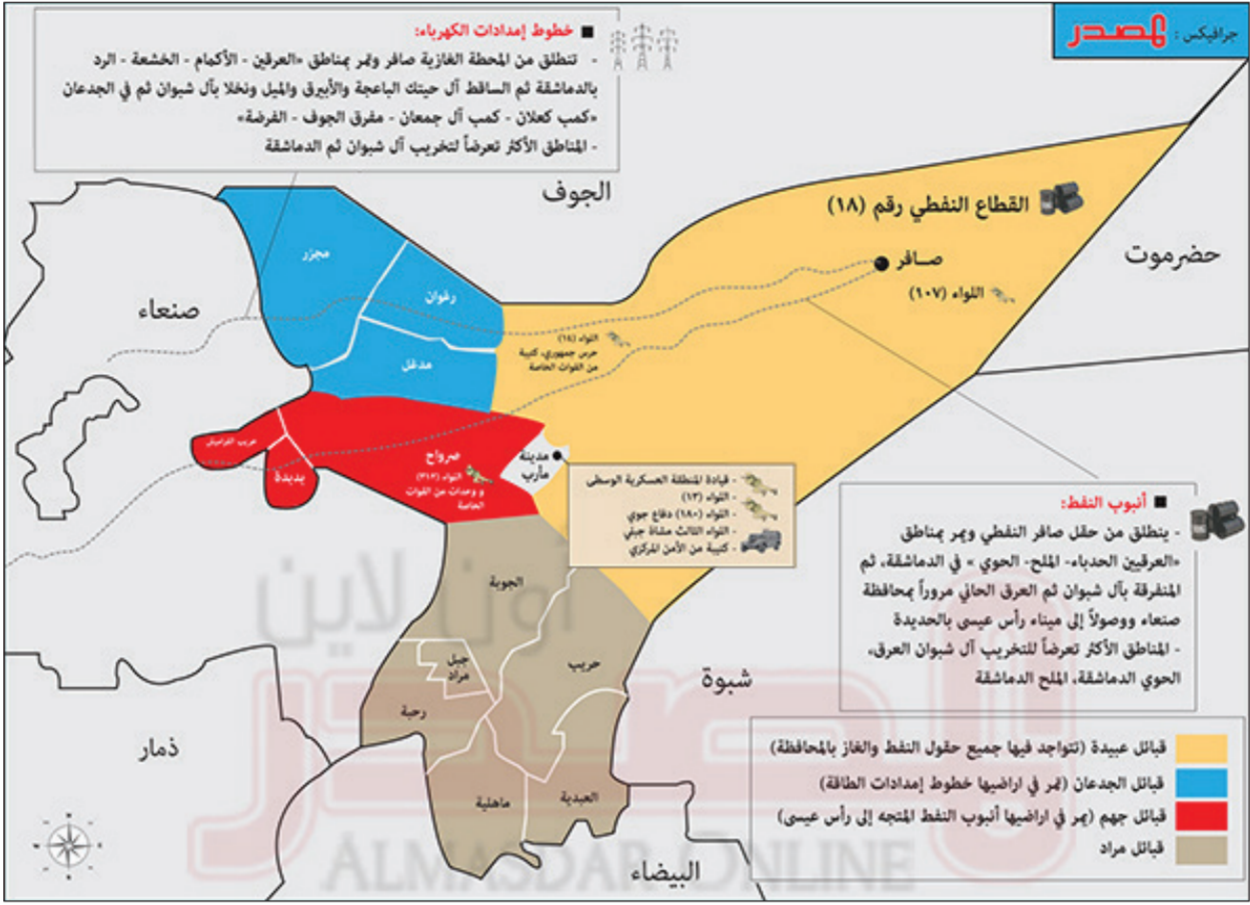 جرافيكس : المصدر
■ خطوط إمدادات الكهرباء:
- تنطلق من المحطة الغازية صافر وتمر بمناطق «العرقين - الأكمام - الخشعة - الرد
بالدماشقة ثم الساقط آل حيتك الباعجة والأبيرق والميل ونخلا بآل شبوان ثم في الجدعان
«كمب كعلان - كمب آل جمعان - مفرق الجوف - الفرضة»
- المناطق الأكثر تعرضاً لتخريب آل شبوان ثم الدماشقة
الجوف
القطاع النفطي رقم (١٨)
صـافر
اللواء (١٠٧)
حضرموت
صنعاء
مجزر
رغوان
مدغل
اللواء (١٤)
حرس جمهوري، كتيبة
من القوات الخاصة
حريب القراميش
بديدة
صرواح
اللواء (٣١٢)
و وحدات من القوات
الخاصة
مدينة
مأرب
- قيادة المنطقة العسكرية الوسطى
- اللواء (١٣)
- اللواء (١٨٠) دفاع جوي
- اللواء الثالث مشاة جبلي
- كتيبة من الأمن المركزي
■ أنبوب النفط:
- ينطلق من حقل صافر النفطي ويمر بمناطق
«العرقيين الحدباء- الملح- الحوي » في الدماشقة، ثم
المنفرقة بآل شبوان ثم العرق الحاني مروراً بمحافظة
صنعاء ووصولاً إلى ميناء رأس عيسى بالحديدة
- المناطق الأكثر تعرضاً للتخريب آل شبوان العرق،
الحوي الدماشقة، الملح الدماشقة
الجوبة
جبل
مراد
حريب
رحبة
ماهلية
العبدية
شبوة
ذمار
البيضاء
قبائل عبيدة (تتواجد فيها جميع حقول النفط والغاز بالمحافظة)
قبائل الجدعان (تمر في اراضيها خطوط إمدادات الطاقة)
قبائل جهم (يمر في اراضيها أنبوب النفط المتجه إلى رأس عيسى)
قبائل مراد
المصدر أون لاين
ALMASDAR ONLINE